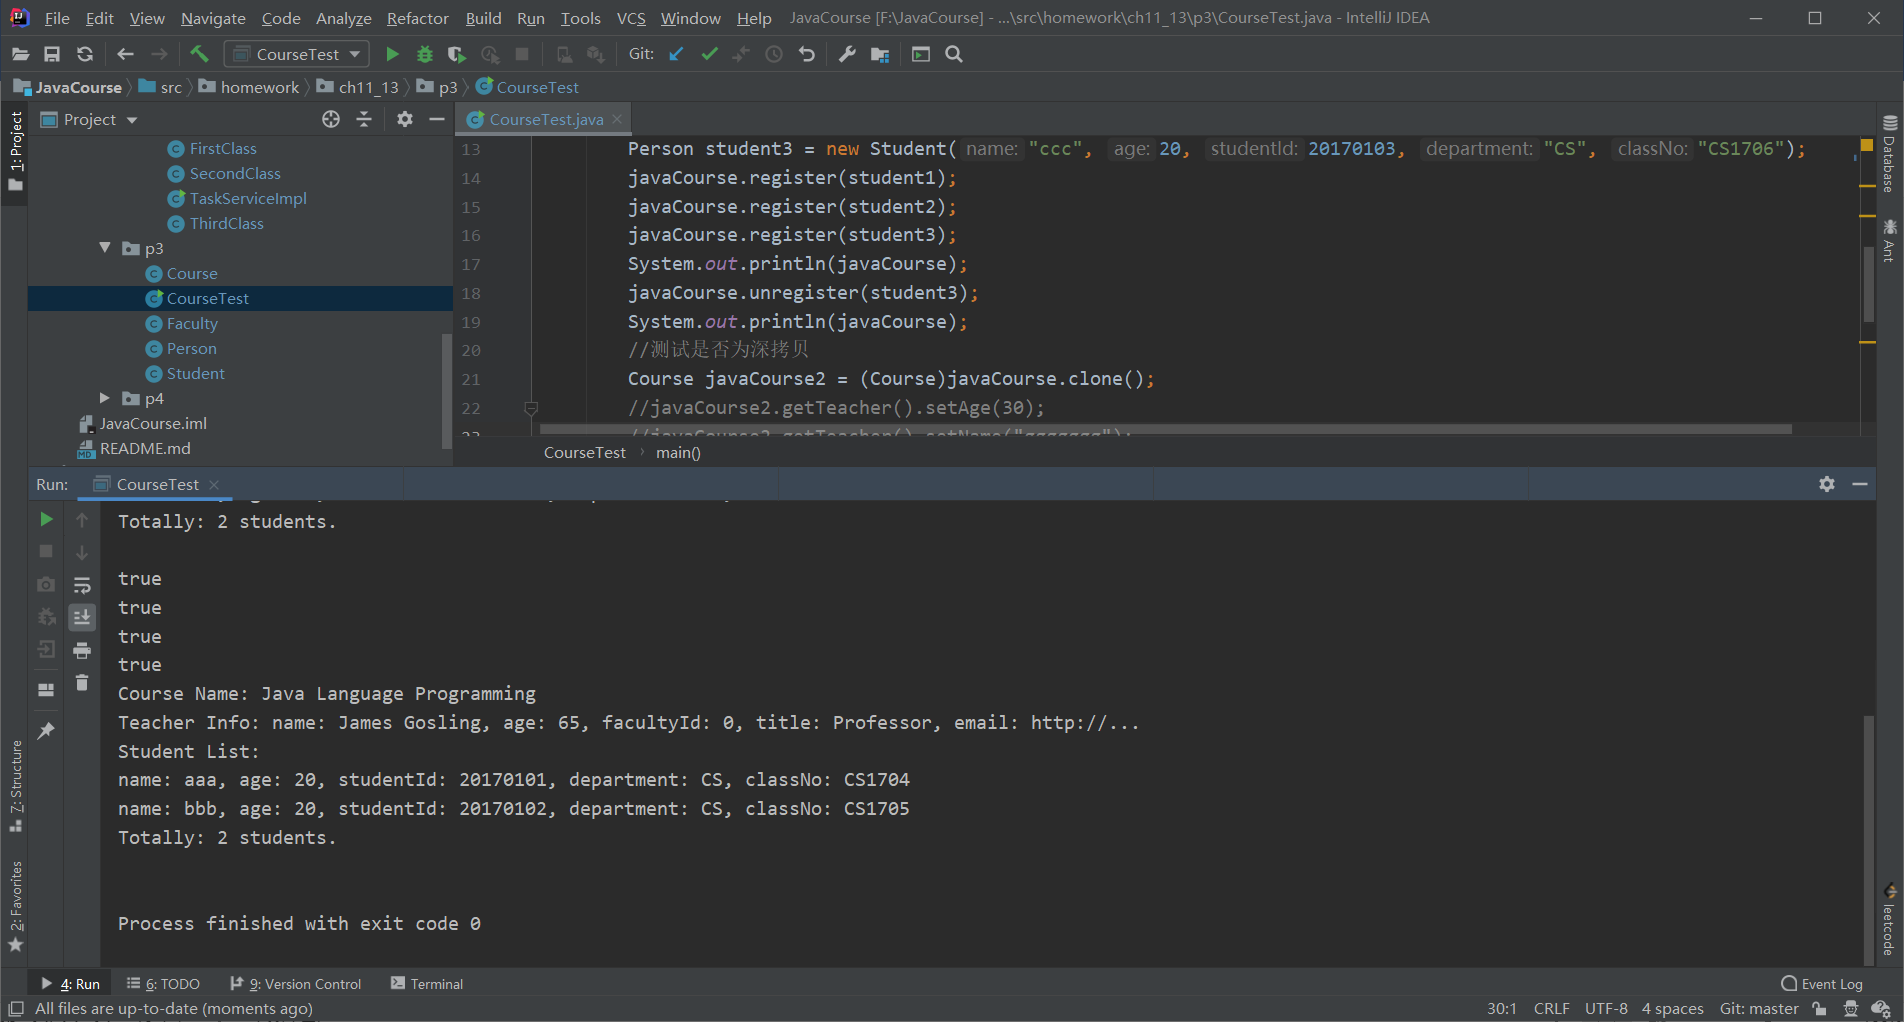 File Edit View Navigate Code Analyze Refactor Build Run Tools VCS Window Help JavaCourse [F:\JavaCourse] - ...\src\homework\ch11_13\p3\CourseTest.java - IntelliJ IDEA
CourseTest Git:
JavaCourse src homework ch11_13 p3 CourseTest
1: Project
Project
FirstClass
SecondClass
TaskServiceImpl
ThirdClass
p3
Course
CourseTest
Faculty
Person
Student
p4
JavaCourse.iml
README.md
CourseTest.java
13 Person student3 = new Student( name: "ccc", age: 20, studentId: 20170103, department: "CS", classNo: "CS1706");
14 javaCourse.register(student1);
15 javaCourse.register(student2);
16 javaCourse.register(student3);
17 System.out.println(javaCourse);
18 javaCourse.unregister(student3);
19 System.out.println(javaCourse);
20 //测试是否为深拷贝
21 Course javaCourse2 = (Course)javaCourse.clone();
22 //javaCourse2.getTeacher().setAge(30);
CourseTest main()
Database
Ant
Run: CourseTest
Totally: 2 students.
true
true
true
true
Course Name: Java Language Programming
Teacher Info: name: James Gosling, age: 65, facultyId: 0, title: Professor, email: http://...
Student List:
name: aaa, age: 20, studentId: 20170101, department: CS, classNo: CS1704
name: bbb, age: 20, studentId: 20170102, department: CS, classNo: CS1705
Totally: 2 students.
Process finished with exit code 0
7: Structure
2: Favorites
leetcode
4: Run 6: TODO 9: Version Control Terminal Event Log
All files are up-to-date (moments ago) 30:1 CRLF UTF-8 4 spaces Git: master